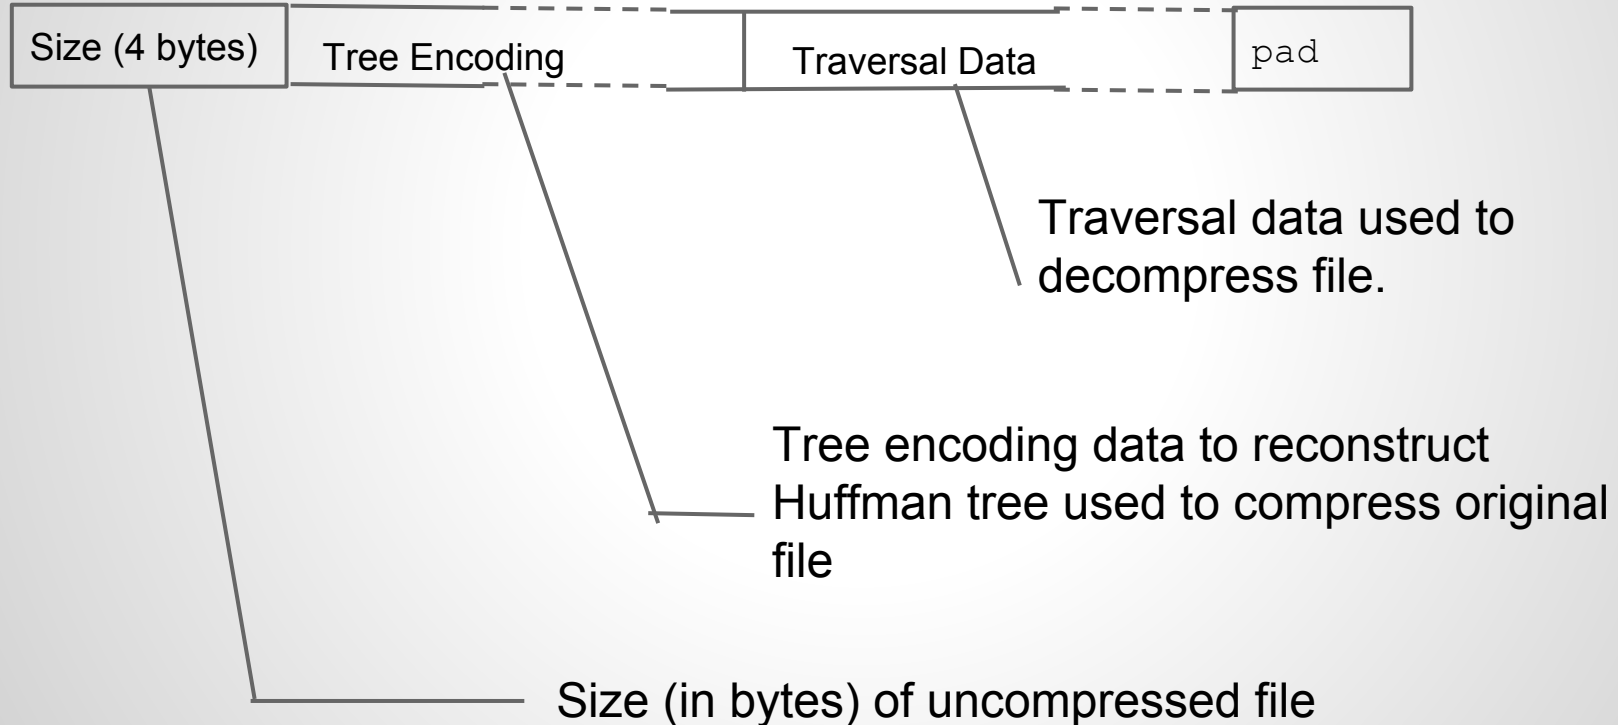 Size (4 bytes)
Tree Encoding
Traversal Data
pad
Traversal data used to
decompress file.
Tree encoding data to reconstruct
Huffman tree used to compress original
file
Size (in bytes) of uncompressed file